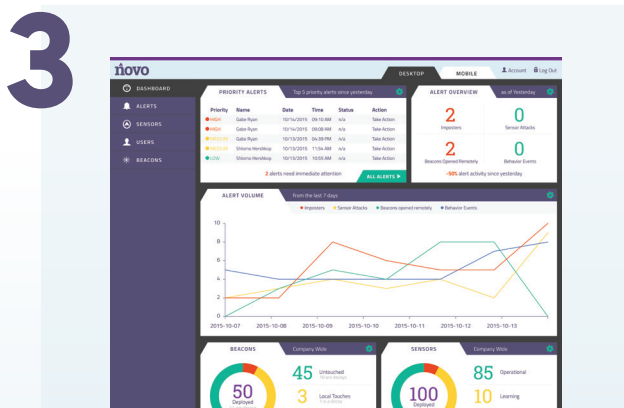 3
novo
DESKTOP MOBILE Account Log Out
DASHBOARD
ALERTS
SENSORS
USERS
BEACONS
PRIORITY ALERTS Top 5 priority alerts since yesterday
Priority Name Date Time Status Action
HIGH Gabe Ryan 10/14/2015 09:10 AM n/a Take Action
HIGH Gabe Ryan 10/14/2015 09:08 AM n/a Take Action
MEDIUM Gabe Ryan 10/13/2015 04:39 PM n/a Take Action
MEDIUM Shlomo Hershkop 10/13/2015 11:54 AM n/a Take Action
LOW Shlomo Hershkop 10/13/2015 10:59 AM n/a Take Action
2 alerts need immediate attention ALL ALERTS
ALERT OVERVIEW as of Yesterday
2 0
Imposters Sensor Attacks
2 0
Beacons Opened Remotely Behavior Events
-50% alert activity since yesterday
ALERT VOLUME From the last 7 days
Imposters Sensor Attacks Beacons opened remotely Behavior Events
10
8
6
4
2
0
2015-10-07 2015-10-08 2015-10-09 2015-10-10 2015-10-11 2015-10-12 2015-10-13
BEACONS Company Wide
50
Deployed
45 Untouched
3 Local Touches
SENSORS Company Wide
100
Deployed
85 Operational
10 Learning